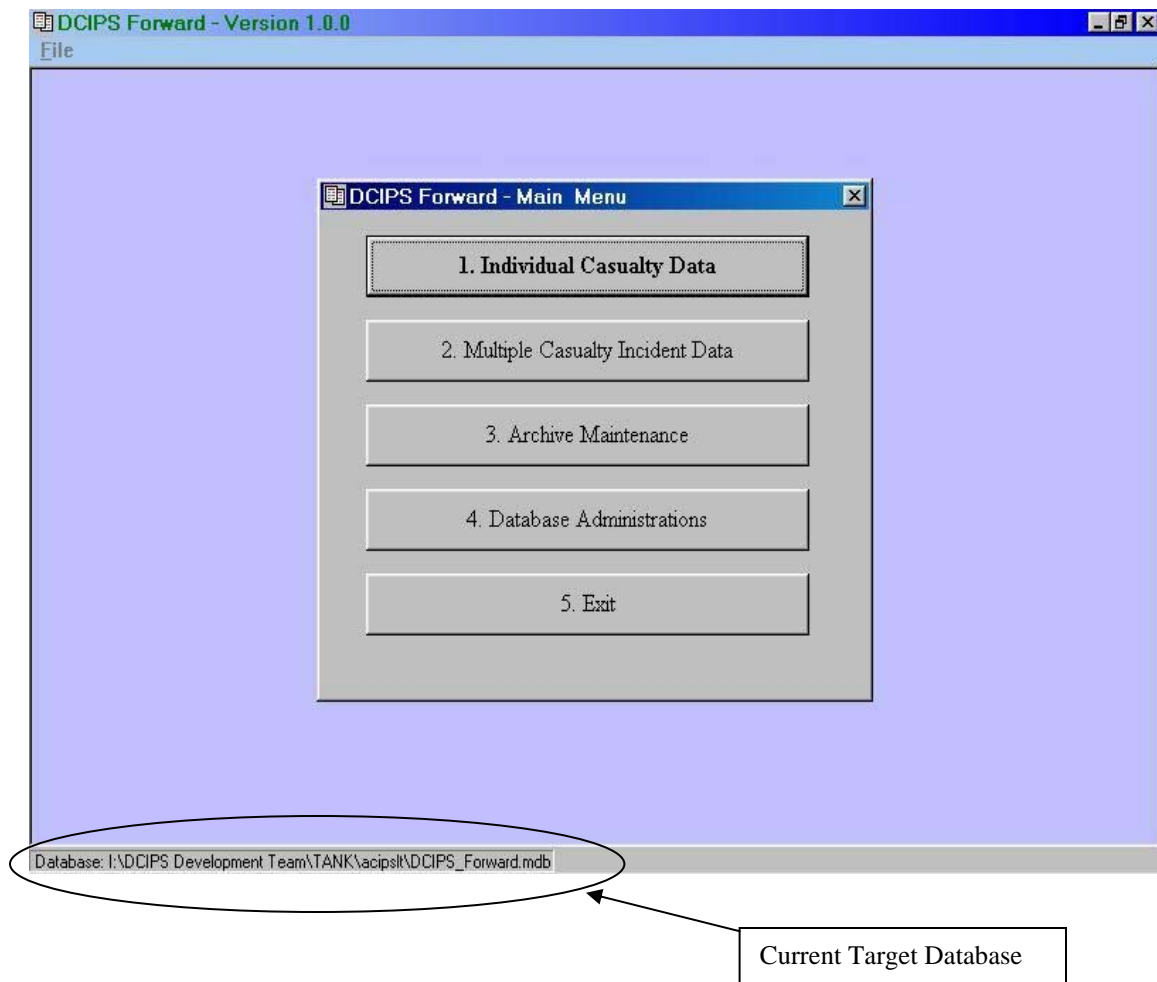 DCIPS Forward - Version 1.0.0
File
DCIPS Forward - Main Menu
1. Individual Casualty Data
2. Multiple Casualty Incident Data
3. Archive Maintenance
4. Database Administrations
5. Exit
Database: I:\DCIPS Development Team\TANK\acipslt\DCIPS_Forward.mdb
Current Target Database